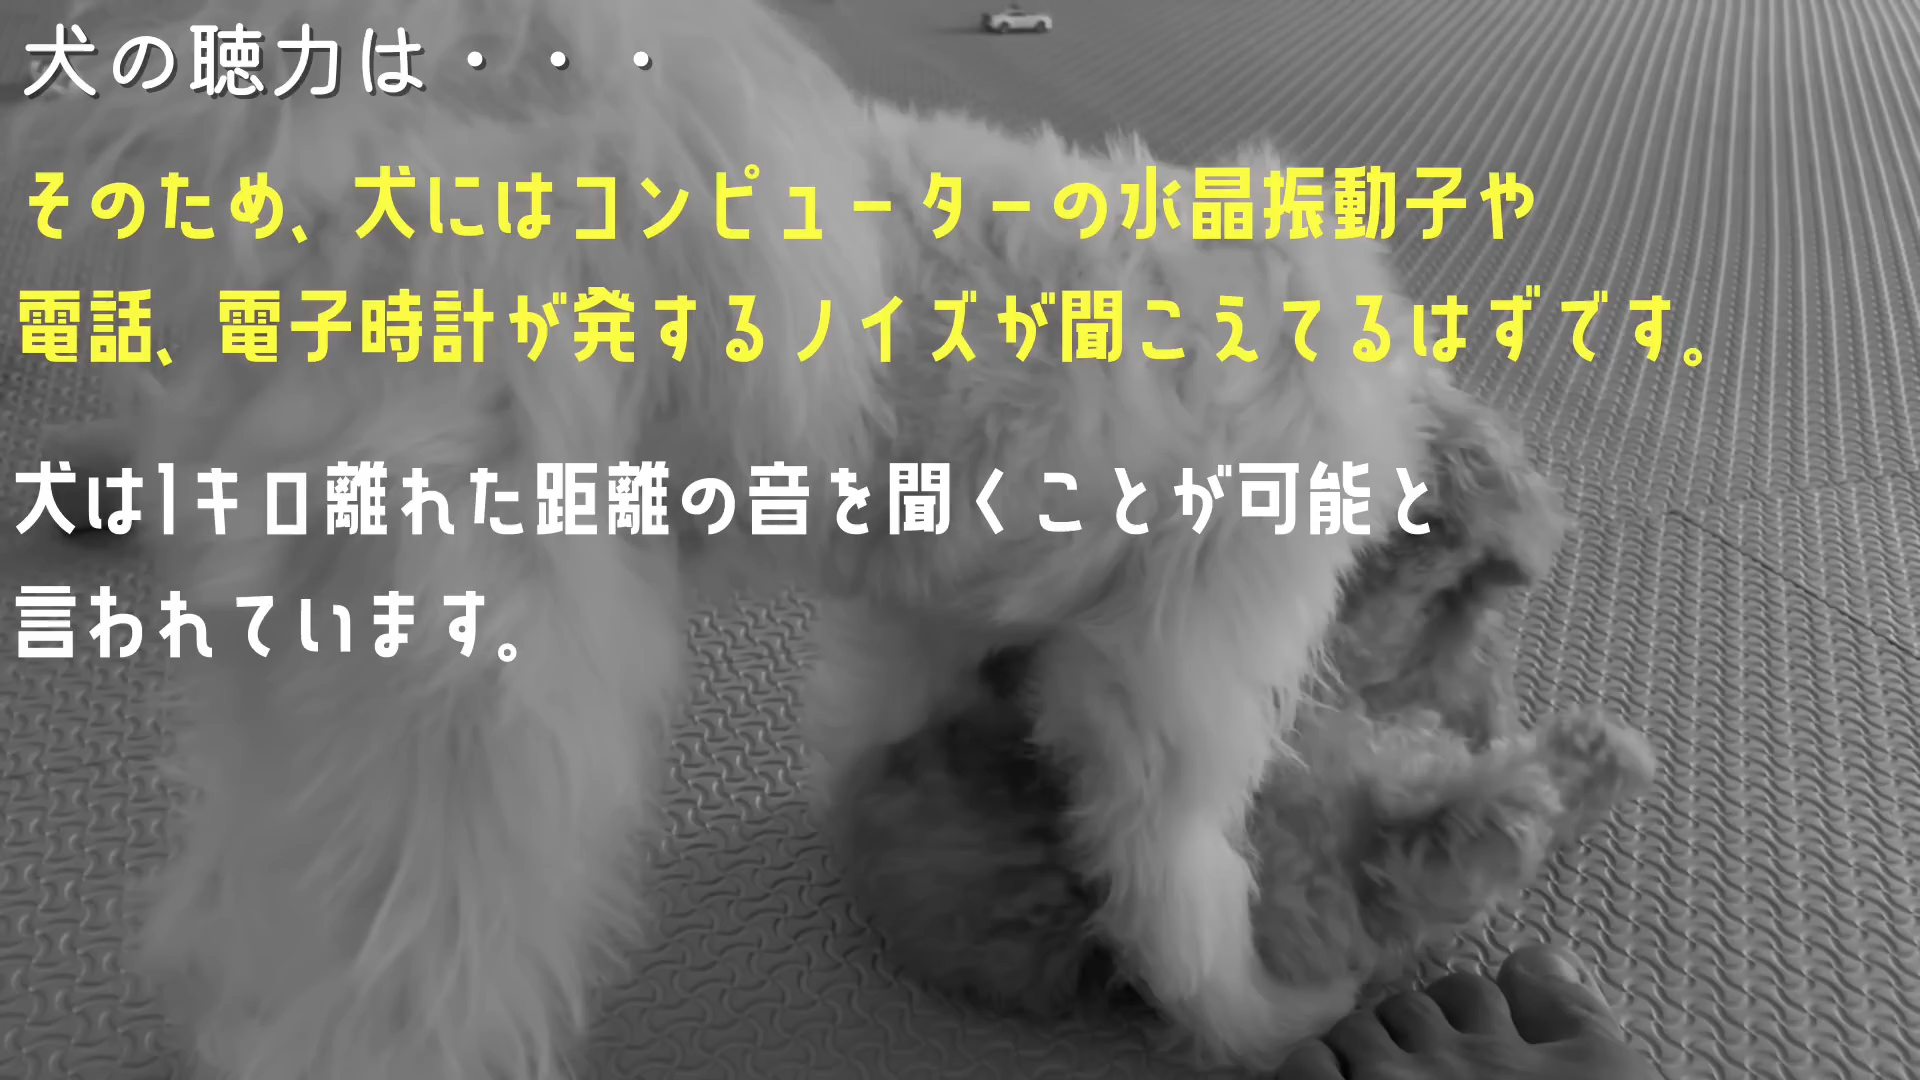 犬の聴力は・・・
そのため、犬にはコンピューターの水晶振動子や
電話、電子時計が発するノイズが聞こえてるはずです。
犬は1キロ離れた距離の音を聞くことが可能と
言われています。